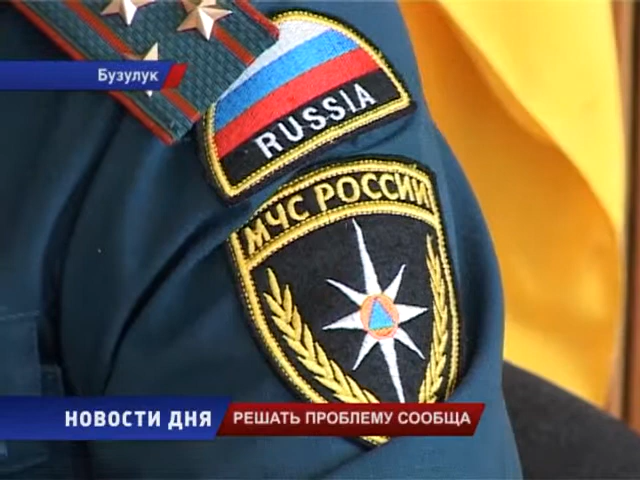 Бузулук
RUSSIA
МЧС РОССИИ
НОВОСТИ ДНЯ
РЕШАТЬ ПРОБЛЕМУ СООБЩА